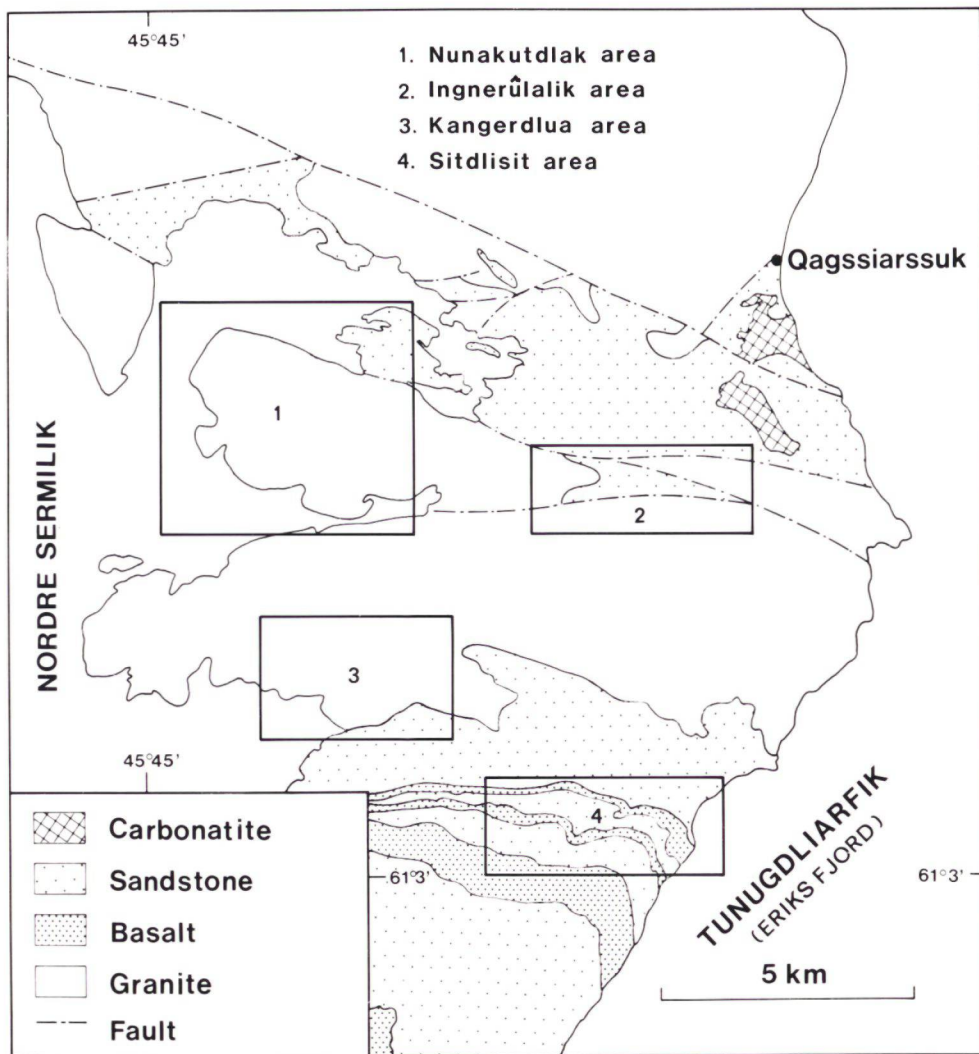 45°45'
1. Nunakutdlak area
2. Ingnerûlalik area
3. Kangerdlua area
4. Sitdlisit area
Qagssiarssuk
1
2
NORDRE SERMILIK
3
45°45'
4
Carbonatite
Sandstone
Basalt
Granite
Fault
61°3'
61°3'
TUNUGDLIARFIK
(ERIKS FJORD)
5 km